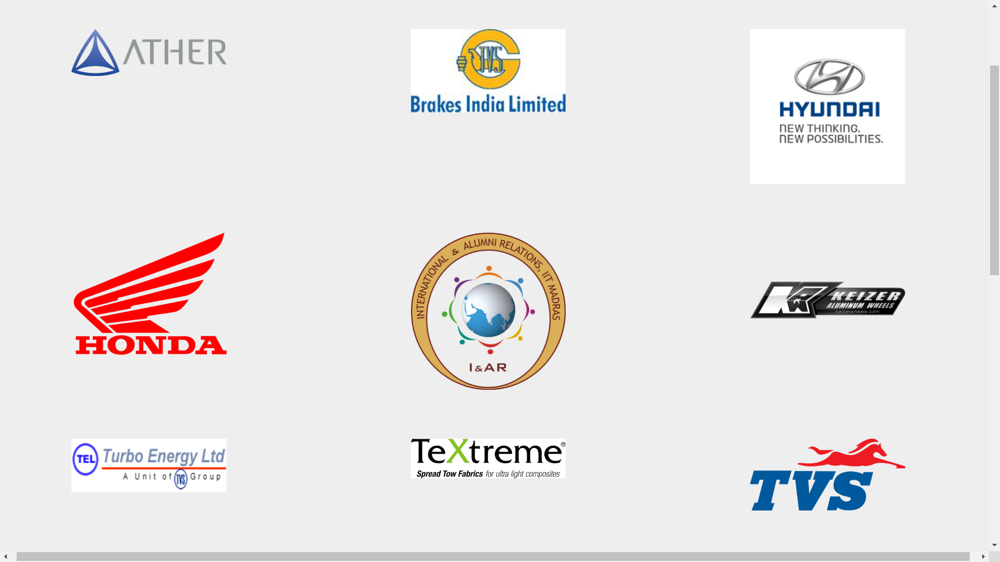 ATHER
TVS
Brakes India Limited
HYUNDAI
NEW THINKING.
NEW POSSIBILITIES.
HONDA
INTERNATIONAL & ALUMNI RELATIONS, IIT MADRAS
I & AR
KEIZER
ALUMINUM WHEELS
keizerwheels.com
TEL Turbo Energy Ltd
A Unit of TVS Group
TeXtreme®
Spread Tow Fabrics for ultra light composites
TVS